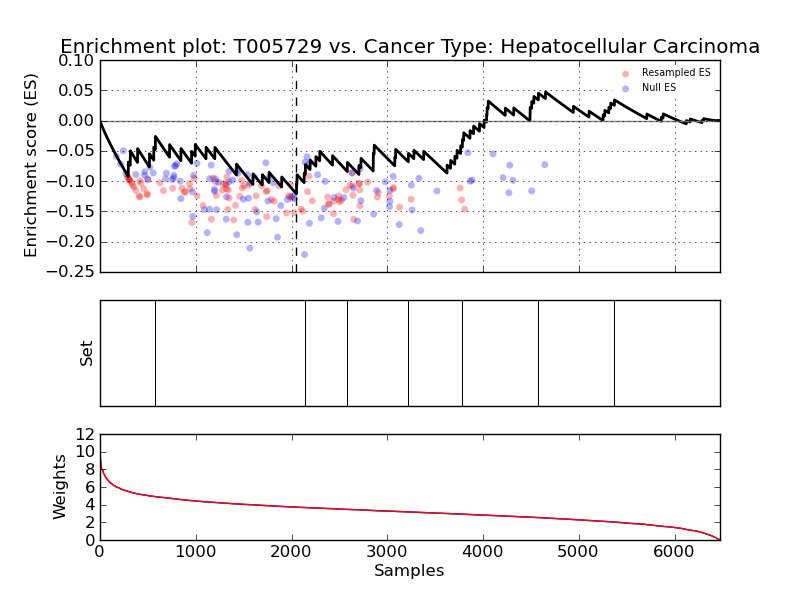 Enrichment plot: T005729 vs. Cancer Type: Hepatocellular Carcinoma
Enrichment score (ES)
0.10
0.05
0.00
−0.05
−0.10
−0.15
−0.20
−0.25
Resampled ES
Null ES
Set
Weights
12
10
8
6
4
2
0
0 1000 2000 3000 4000 5000 6000
Samples